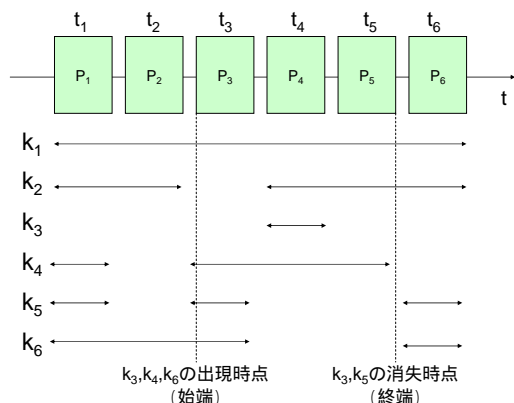 t₁ t₂ t₃ t₄ t₅ t₆
P₁ P₂ P₃ P₄ P₅ P₆
t
k₁
k₂
k₃
k₄
k₅
k₆
k₃,k₄,k₆の出現時点 k₃,k₅の消失時点
(始端) (終端)